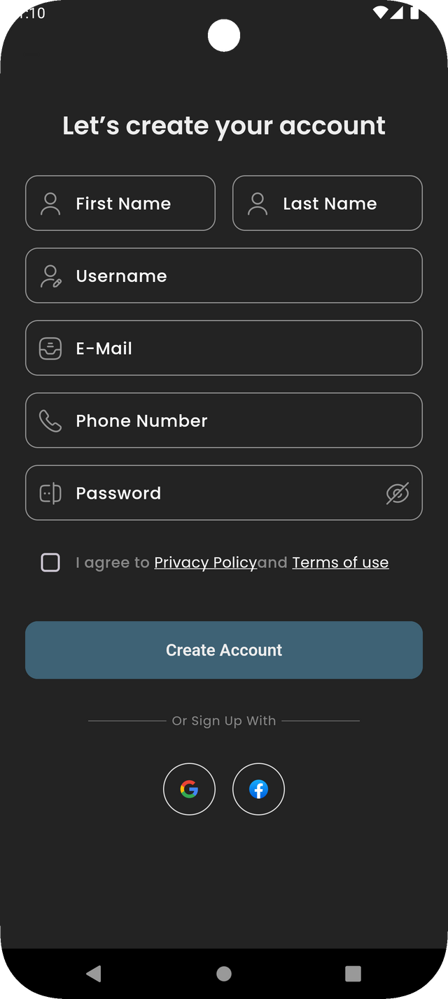 :10
Let’s create your account
First Name
Last Name
Username
E-Mail
Phone Number
Password
I agree to Privacy Policyand Terms of use
Create Account
Or Sign Up With